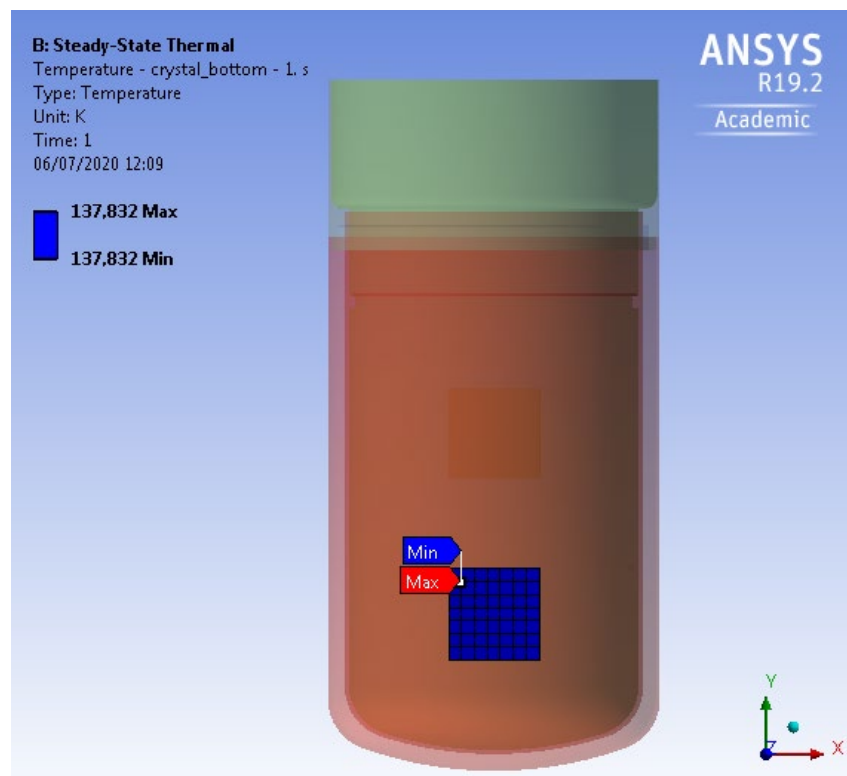 B: Steady-State Thermal
Temperature - crystal_bottom - 1. s
Type: Temperature
Unit: K
Time: 1
06/07/2020 12:09
137,832 Max
137,832 Min
ANSYS
R19.2
Academic
Min
Max
Y
Z
X